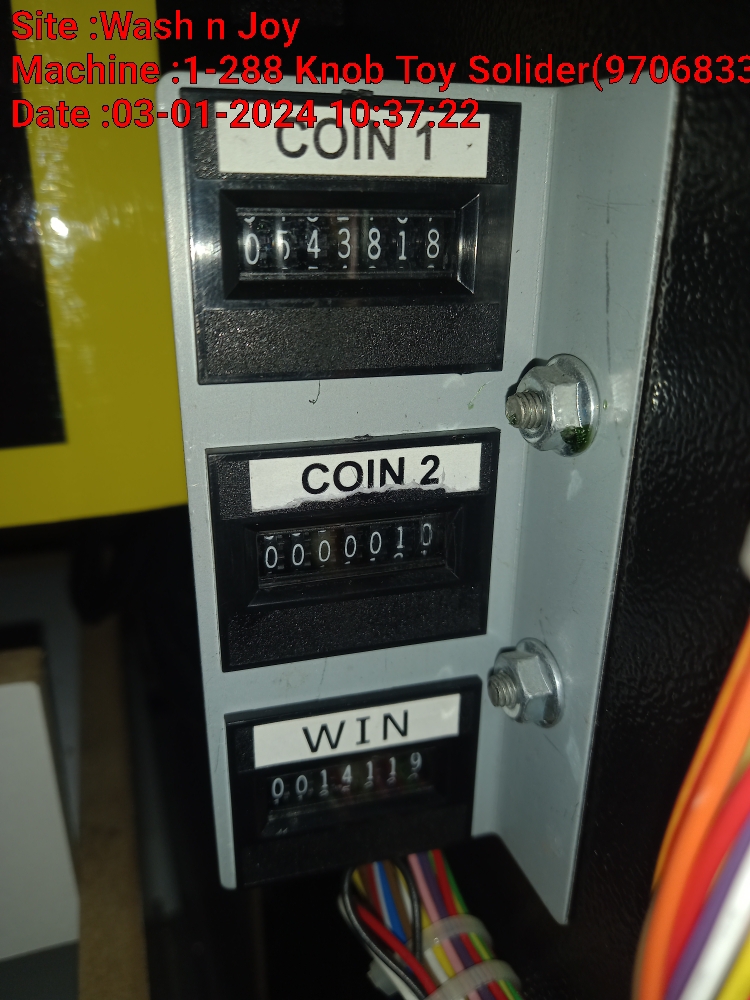 Site :Wash n Joy
Machine :1-288 Knob Toy Solider(9706833
Date :03-01-2024 10:37:22
COIN 1
0543818
COIN 2
0000010
WIN
0014119